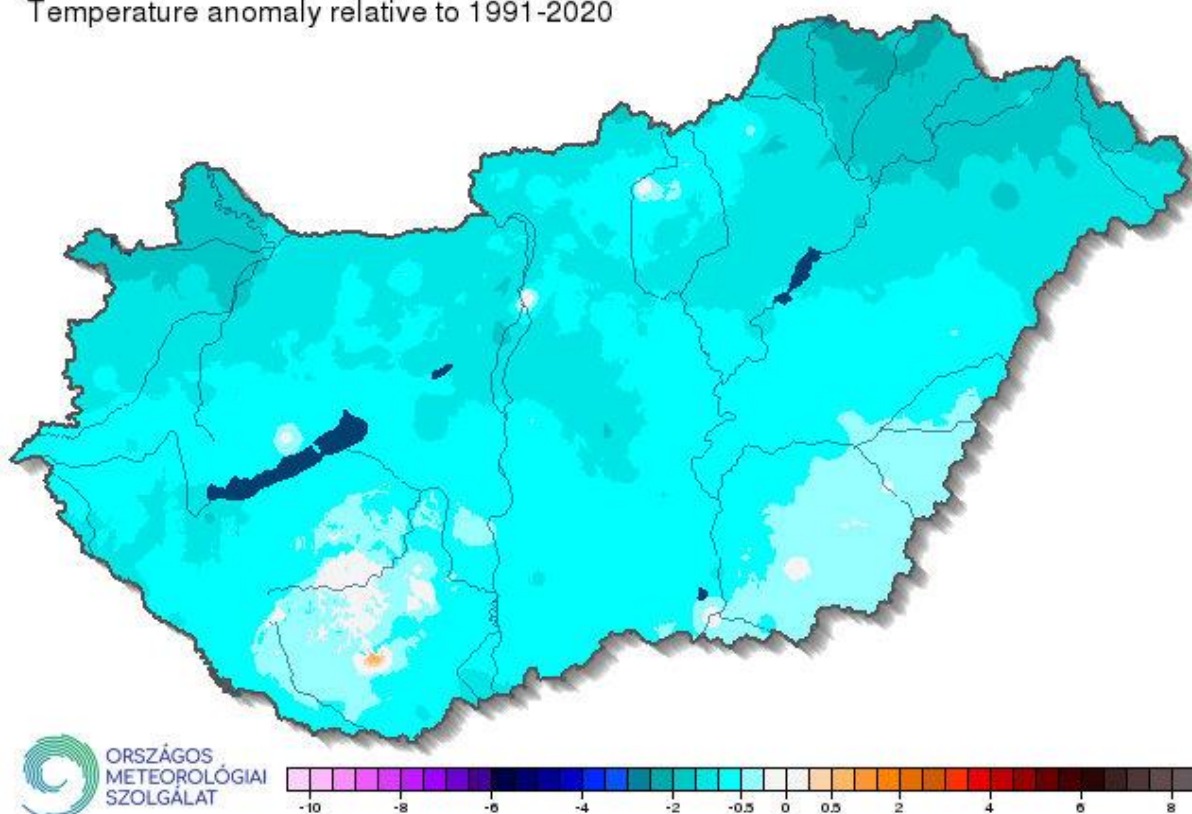 Temperature anomaly relative to 1991-2020
ORSZÁGOS
METEOROLÓGIAI
SZOLGÁLAT
-10 -8 -6 -4 -2 -0.5 0 0.5 2 4 6 8